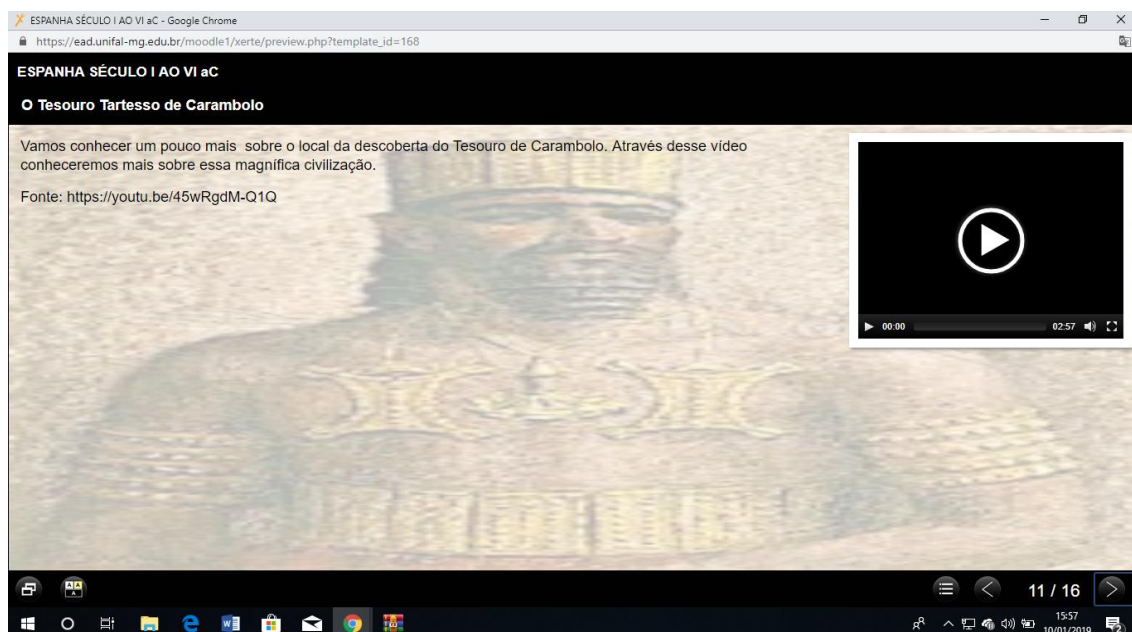 ESPANHA SÉCULO I AO VI aC - Google Chrome
https://ead.unifal-mg.edu.br/moodle1/xerte/preview.php?template_id=168
ESPANHA SÉCULO I AO VI aC
O Tesouro Tartesso de Carambolo
Vamos conhecer um pouco mais sobre o local da descoberta do Tesouro de Carambolo. Através desse vídeo
conheceremos mais sobre essa magnífica civilização.
Fonte: https://youtu.be/45wRgdM-Q1Q
00:00 02:57
11 / 16
15:57
10/01/2019